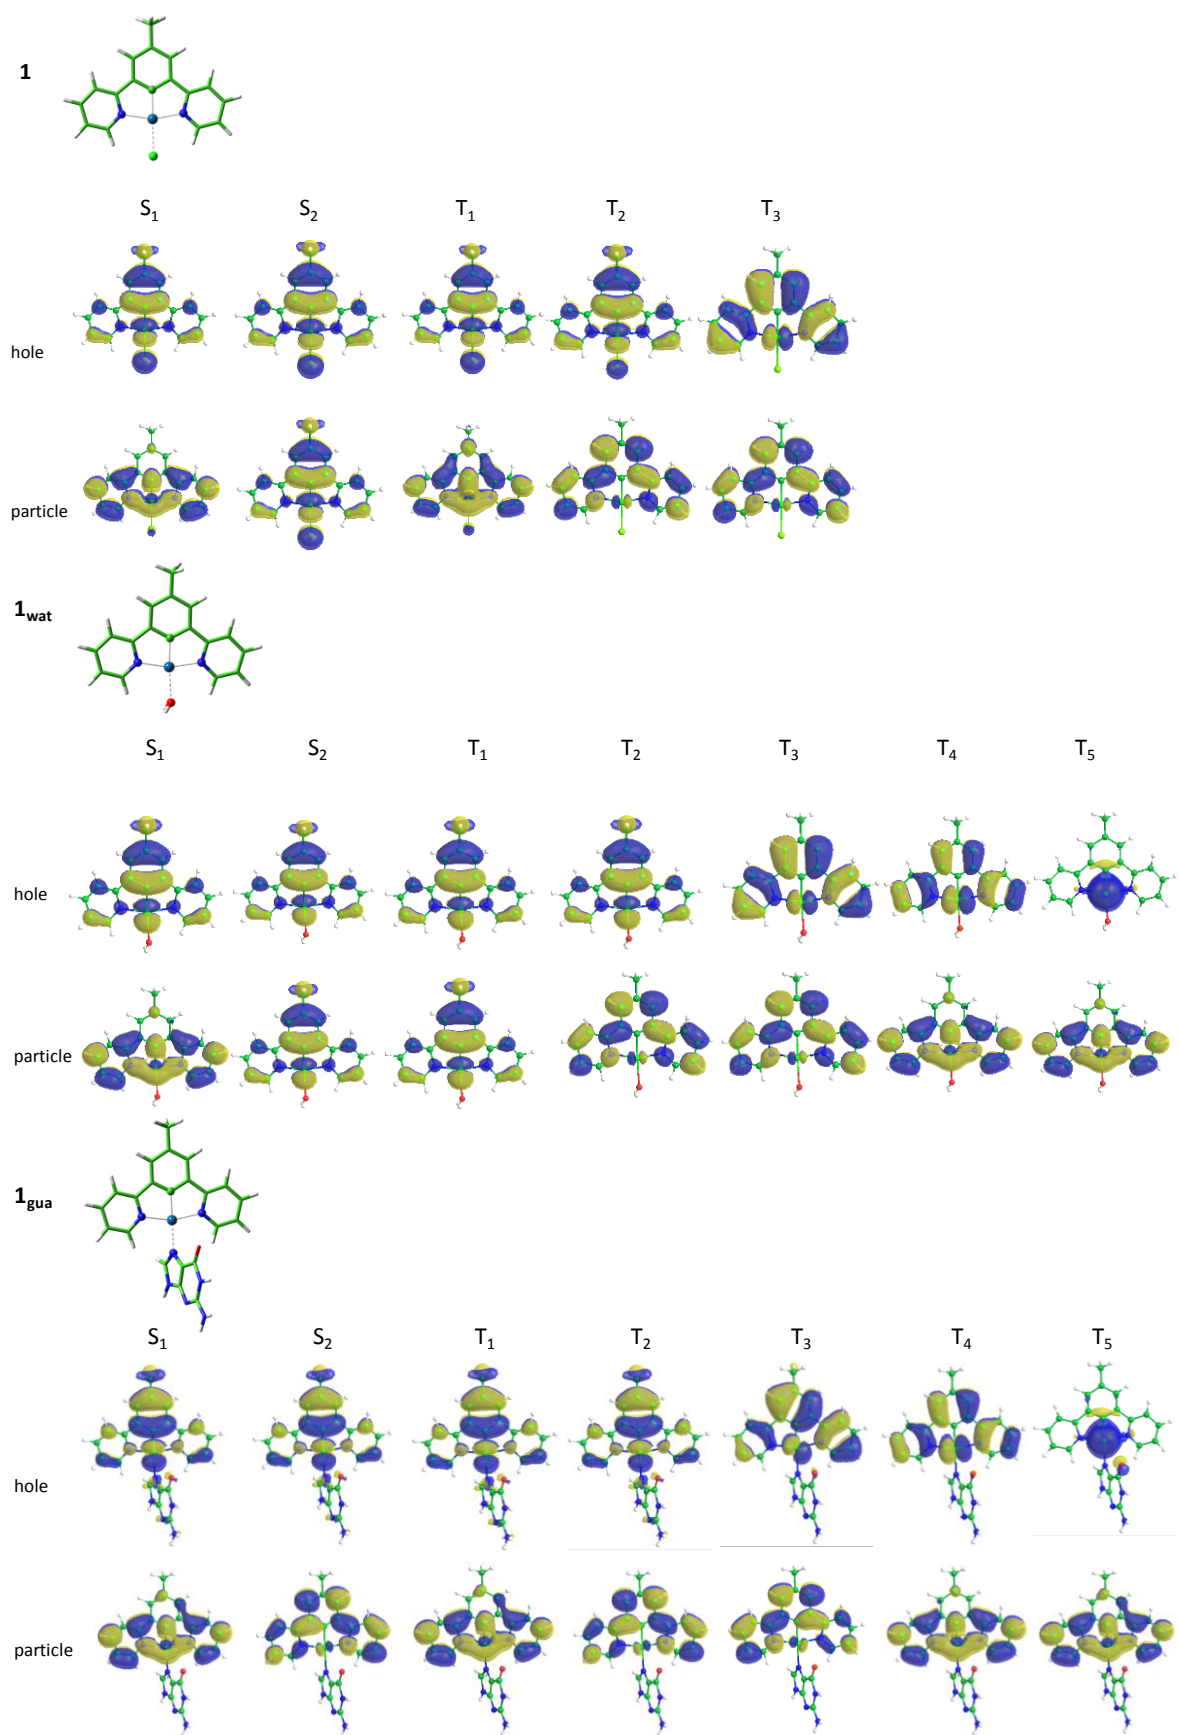 1
S1 S2 T1 T2 T3
hole
particle
1wat
S1 S2 T1 T2 T3 T4 T5
hole
particle
1gua
S1 S2 T1 T2 T3 T4 T5
hole
particle